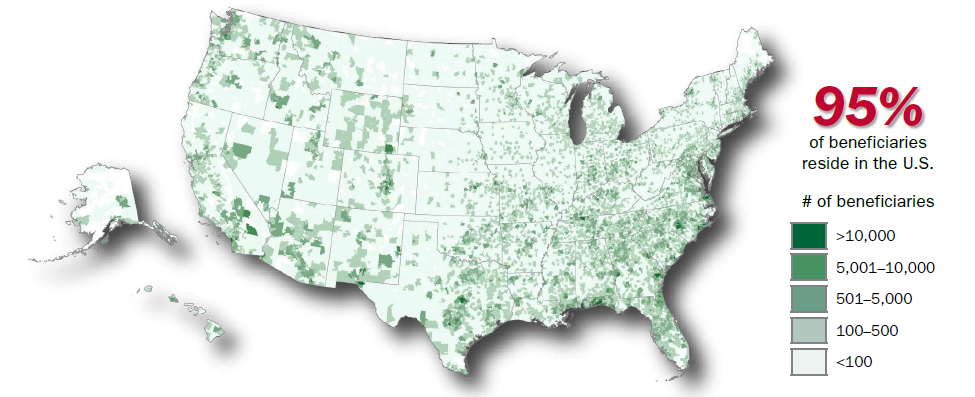 95%
of beneficiaries
reside in the U.S.
# of beneficiaries
>10,000
5,001–10,000
501–5,000
100–500
<100